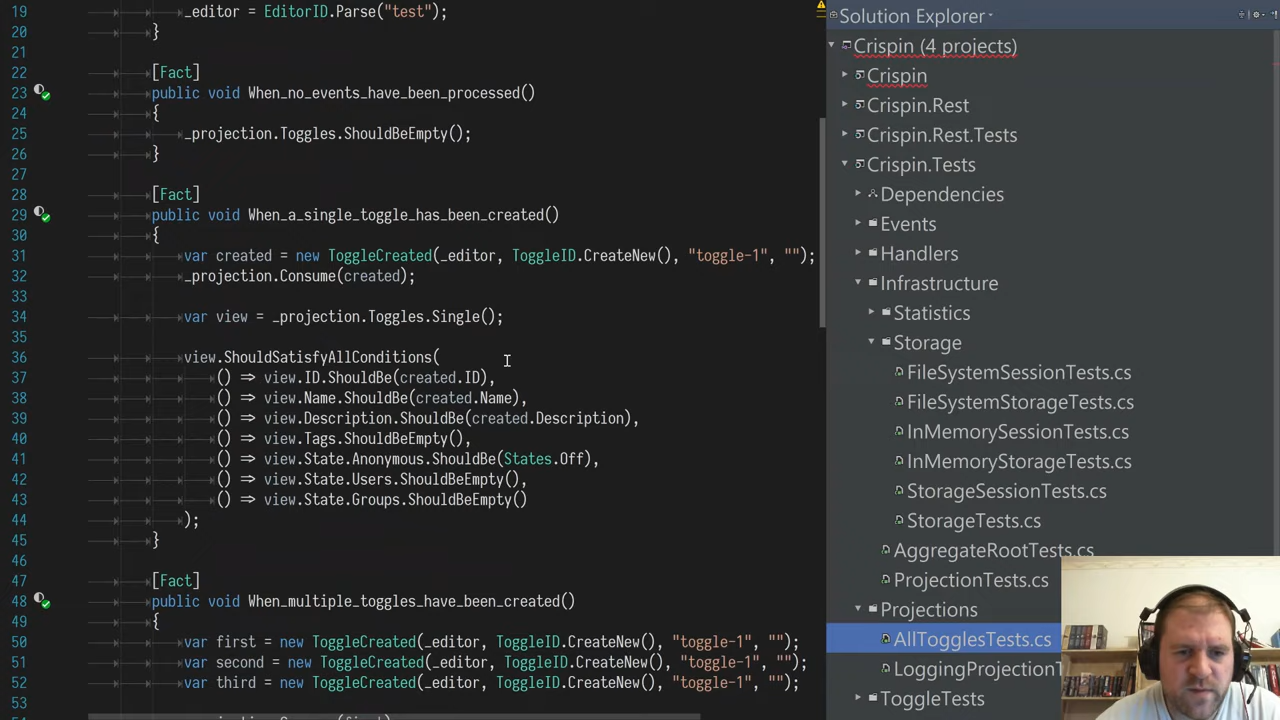 19 _editor = EditorID.Parse("test");
20 }
21
22 [Fact]
23 public void When_no_events_have_been_processed()
24 {
25 _projection.Toggles.ShouldBeEmpty();
26 }
27
28 [Fact]
29 public void When_a_single_toggle_has_been_created()
30 {
31 var created = new ToggleCreated(_editor, ToggleID.CreateNew(), "toggle-1", "");
32 _projection.Consume(created);
33
34 var view = _projection.Toggles.Single();
35
36 view.ShouldSatisfyAllConditions(
37 () => view.ID.ShouldBe(created.ID),
38 () => view.Name.ShouldBe(created.Name),
39 () => view.Description.ShouldBe(created.Description),
40 () => view.Tags.ShouldBeEmpty(),
41 () => view.State.Anonymous.ShouldBe(States.Off),
42 () => view.State.Users.ShouldBeEmpty(),
43 () => view.State.Groups.ShouldBeEmpty()
44 );
45 }
46
47 [Fact]
48 public void When_multiple_toggles_have_been_created()
49 {
50 var first = new ToggleCreated(_editor, ToggleID.CreateNew(), "toggle-1", "");
51 var second = new ToggleCreated(_editor, ToggleID.CreateNew(), "toggle-1", "");
52 var third = new ToggleCreated(_editor, ToggleID.CreateNew(), "toggle-1", "");
53
Solution Explorer
Crispin (4 projects)
Crispin
Crispin.Rest
Crispin.Rest.Tests
Crispin.Tests
Dependencies
Events
Handlers
Infrastructure
Statistics
Storage
FileSystemSessionTests.cs
FileSystemStorageTests.cs
InMemorySessionTests.cs
InMemoryStorageTests.cs
StorageSessionTests.cs
StorageTests.cs
AggregateRootTests.cs
ProjectionTests.cs
Projections
AllTogglesTests.cs
LoggingProjectionT
ToggleTests